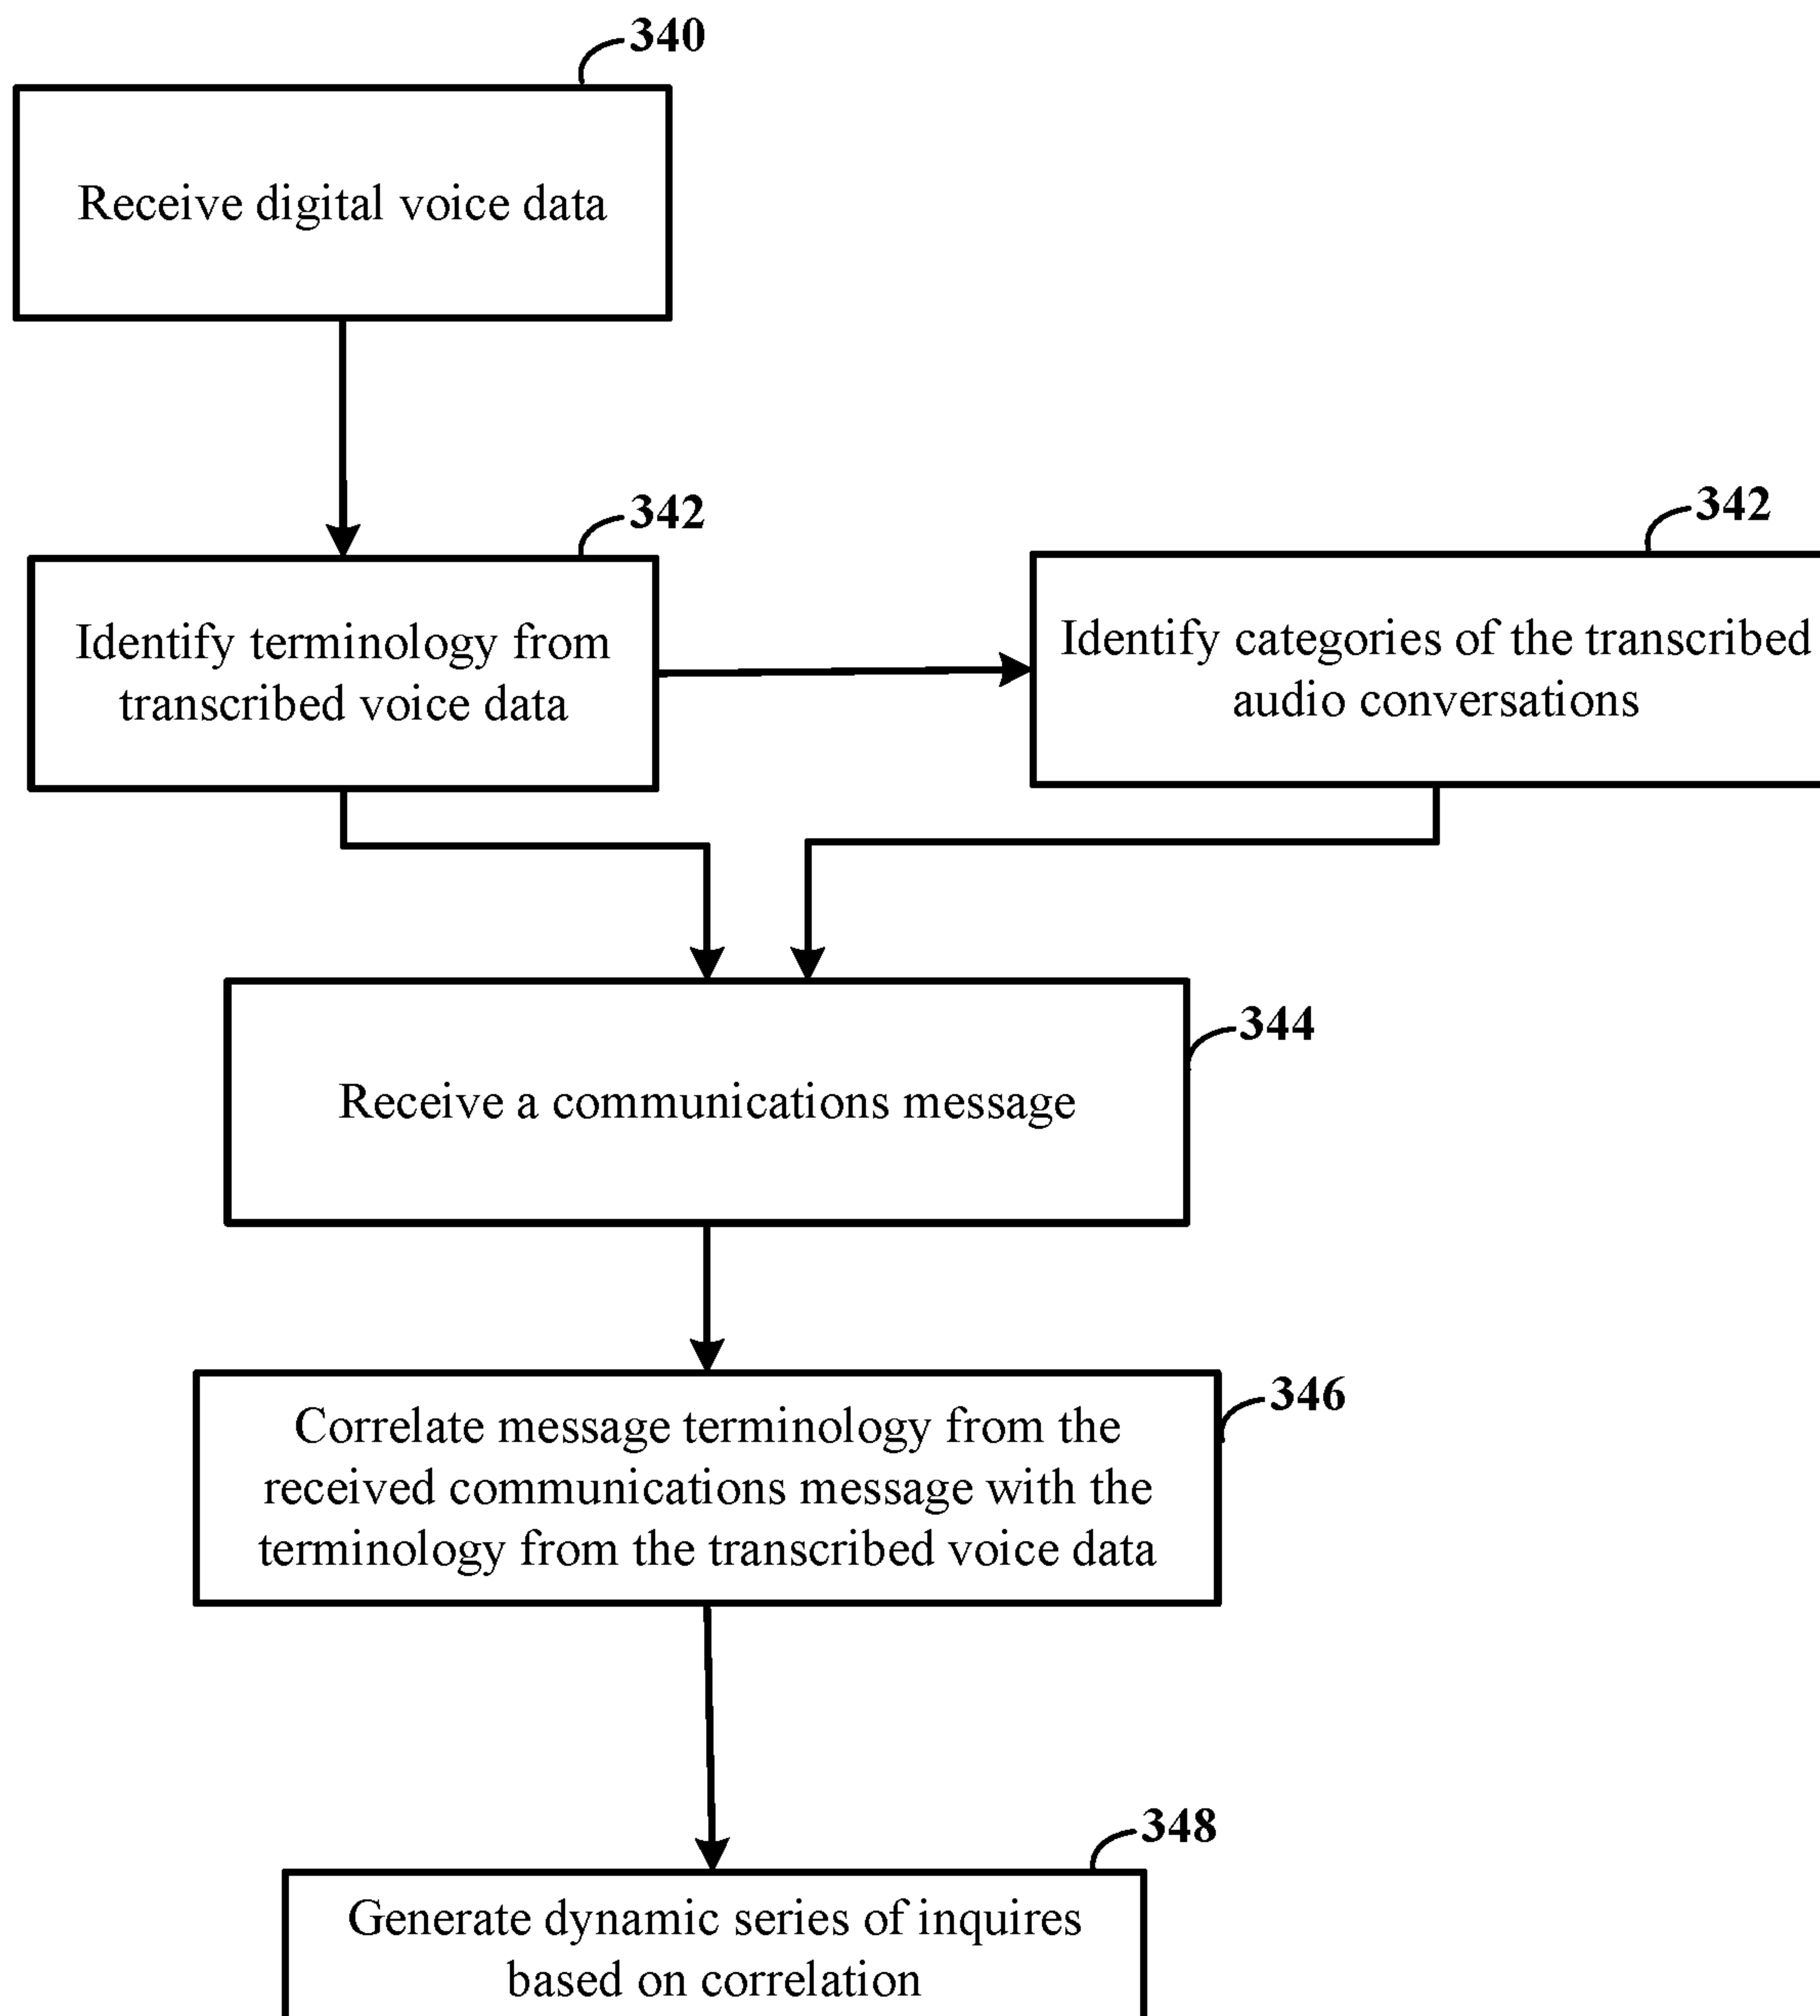 340
Receive digital voice data
342
Identify terminology from
transcribed voice data
342
Identify categories of the transcribed
audio conversations
344
Receive a communications message
346
Correlate message terminology from the
received communications message with the
terminology from the transcribed voice data
348
Generate dynamic series of inquires
based on correlation